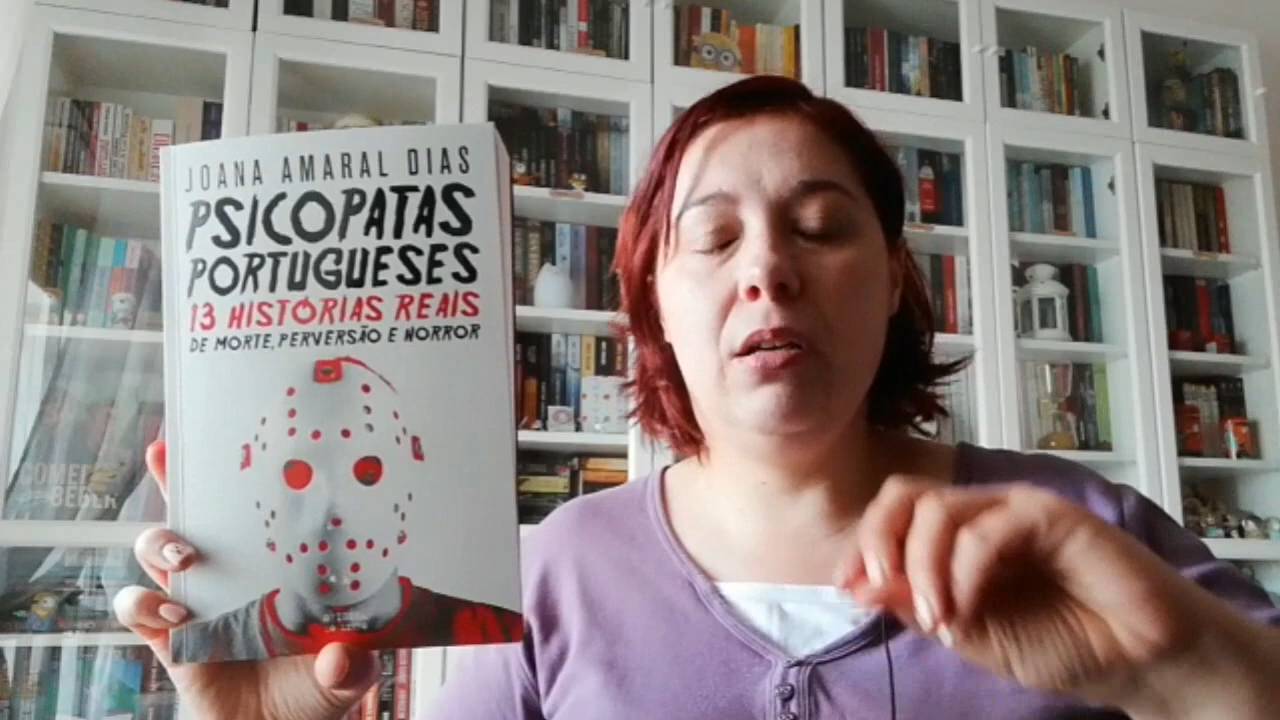 JOANA AMARAL DIAS
PSICOPATAS
PORTUGUESES
13 HISTÓRIAS REAIS
DE MORTE, PERVERSÃO E HORROR